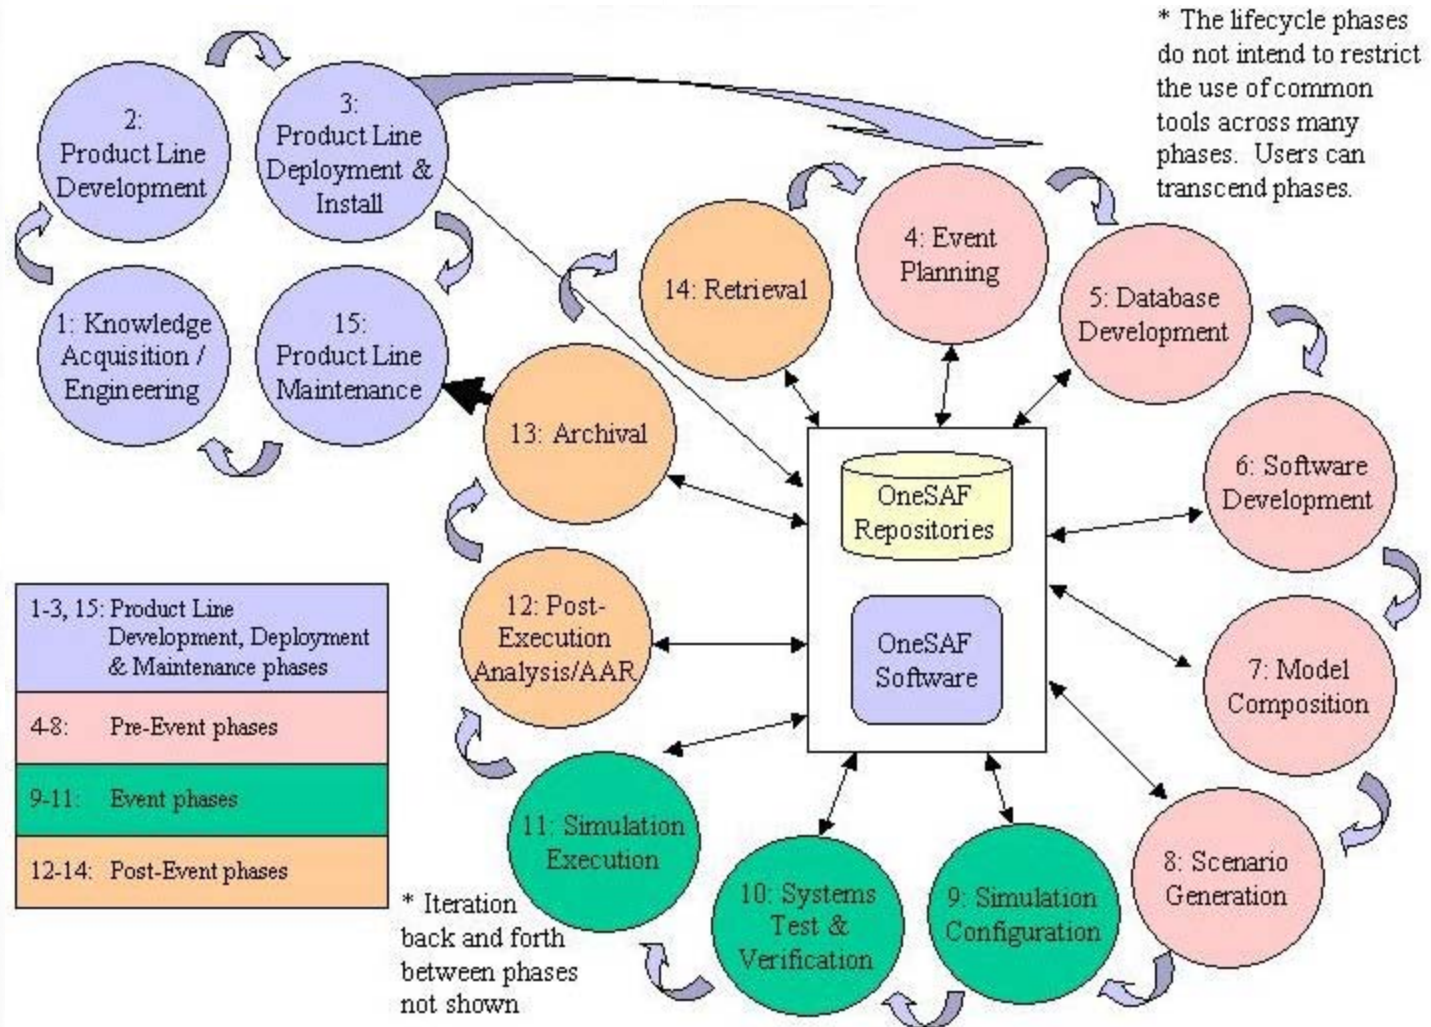 * The lifecycle phases
do not intend to restrict
the use of common
tools across many
phases. Users can
transcend phases.
2:
Product Line
Development
3:
Product Line
Deployment &
Install
1: Knowledge
Acquisition /
Engineering
15:
Product Line
Maintenance
14: Retrieval
4: Event
Planning
5: Database
Development
6: Software
Development
7: Model
Composition
8: Scenario
Generation
9: Simulation
Configuration
10: Systems
Test &
Verification
11: Simulation
Execution
12: Post-
Execution
Analysis/AAR
13: Archival
OneSAF
Repositories
OneSAF
Software
1-3, 15: Product Line
Development, Deployment
& Maintenance phases
4-8: Pre-Event phases
9-11: Event phases
12-14: Post-Event phases
* Iteration
back and forth
between phases
not shown